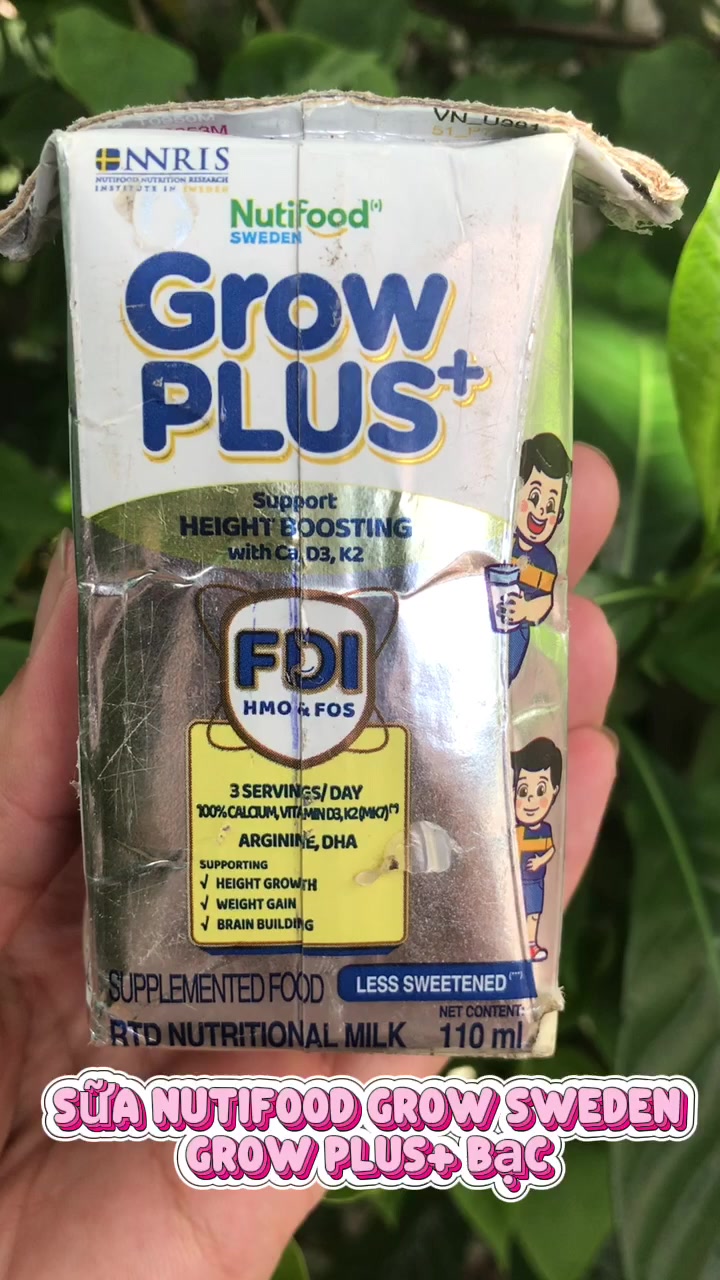 VN_U281
NNRIS
NUTIFOOD NUTRITION RESEARCH
INSTITUTE IN SWEDEN
Nutifood
SWEDEN
Grow
PLUS+
Support
HEIGHT BOOSTING
with Ca, D3, K2
FDI
HMO & FOS
3 SERVINGS/ DAY
100% CALCIUM, VITAMIN D3, K2 (MK7)(*)
ARGININE, DHA
SUPPORTING
√ HEIGHT GROWTH
√ WEIGHT GAIN
√ BRAIN BUILDING
SUPPLEMENTED FOOD
LESS SWEETENED (***)
NET CONTENT:
RTD NUTRITIONAL MILK 110 ml
SỮA NUTIFOOD GROW SWEDEN
GROW PLUS+ BẠC